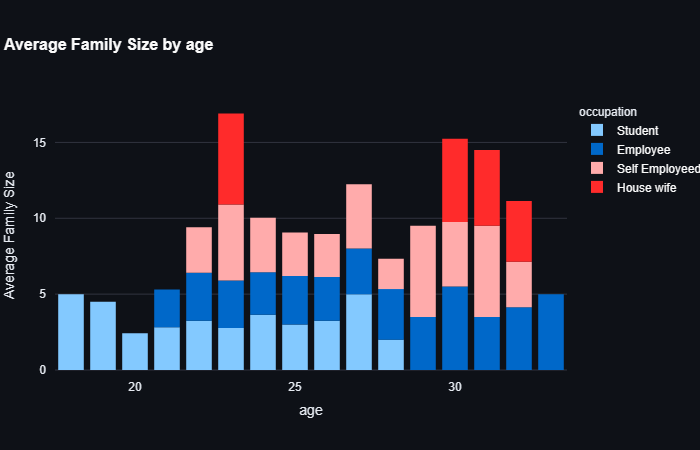 Average Family Size by age
occupation
Student
Employee
Self Employeed
House wife
Average Family Size
15
10
5
0
20
25
30
age